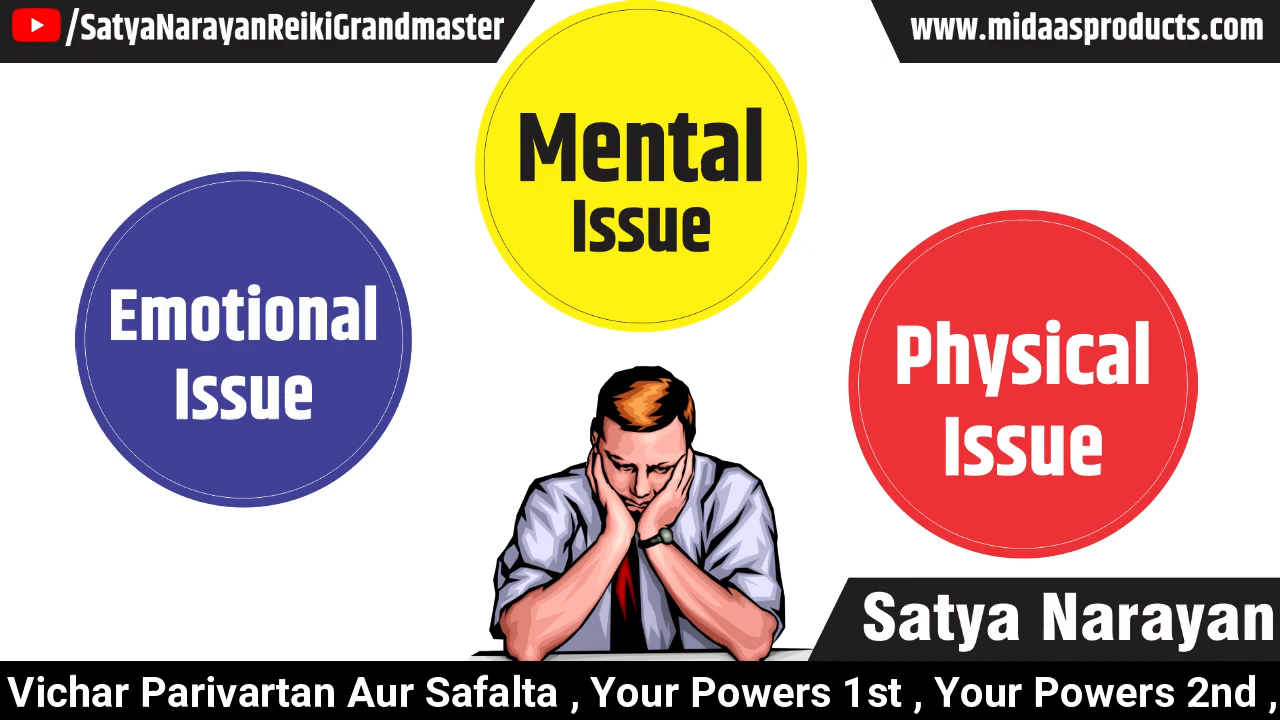 /SatyaNarayanReikiGrandmaster
www.midaasproducts.com
Mental
Issue
Emotional
Issue
Physical
Issue
Satya Narayan
Vichar Parivartan Aur Safalta , Your Powers 1st , Your Powers 2nd ,